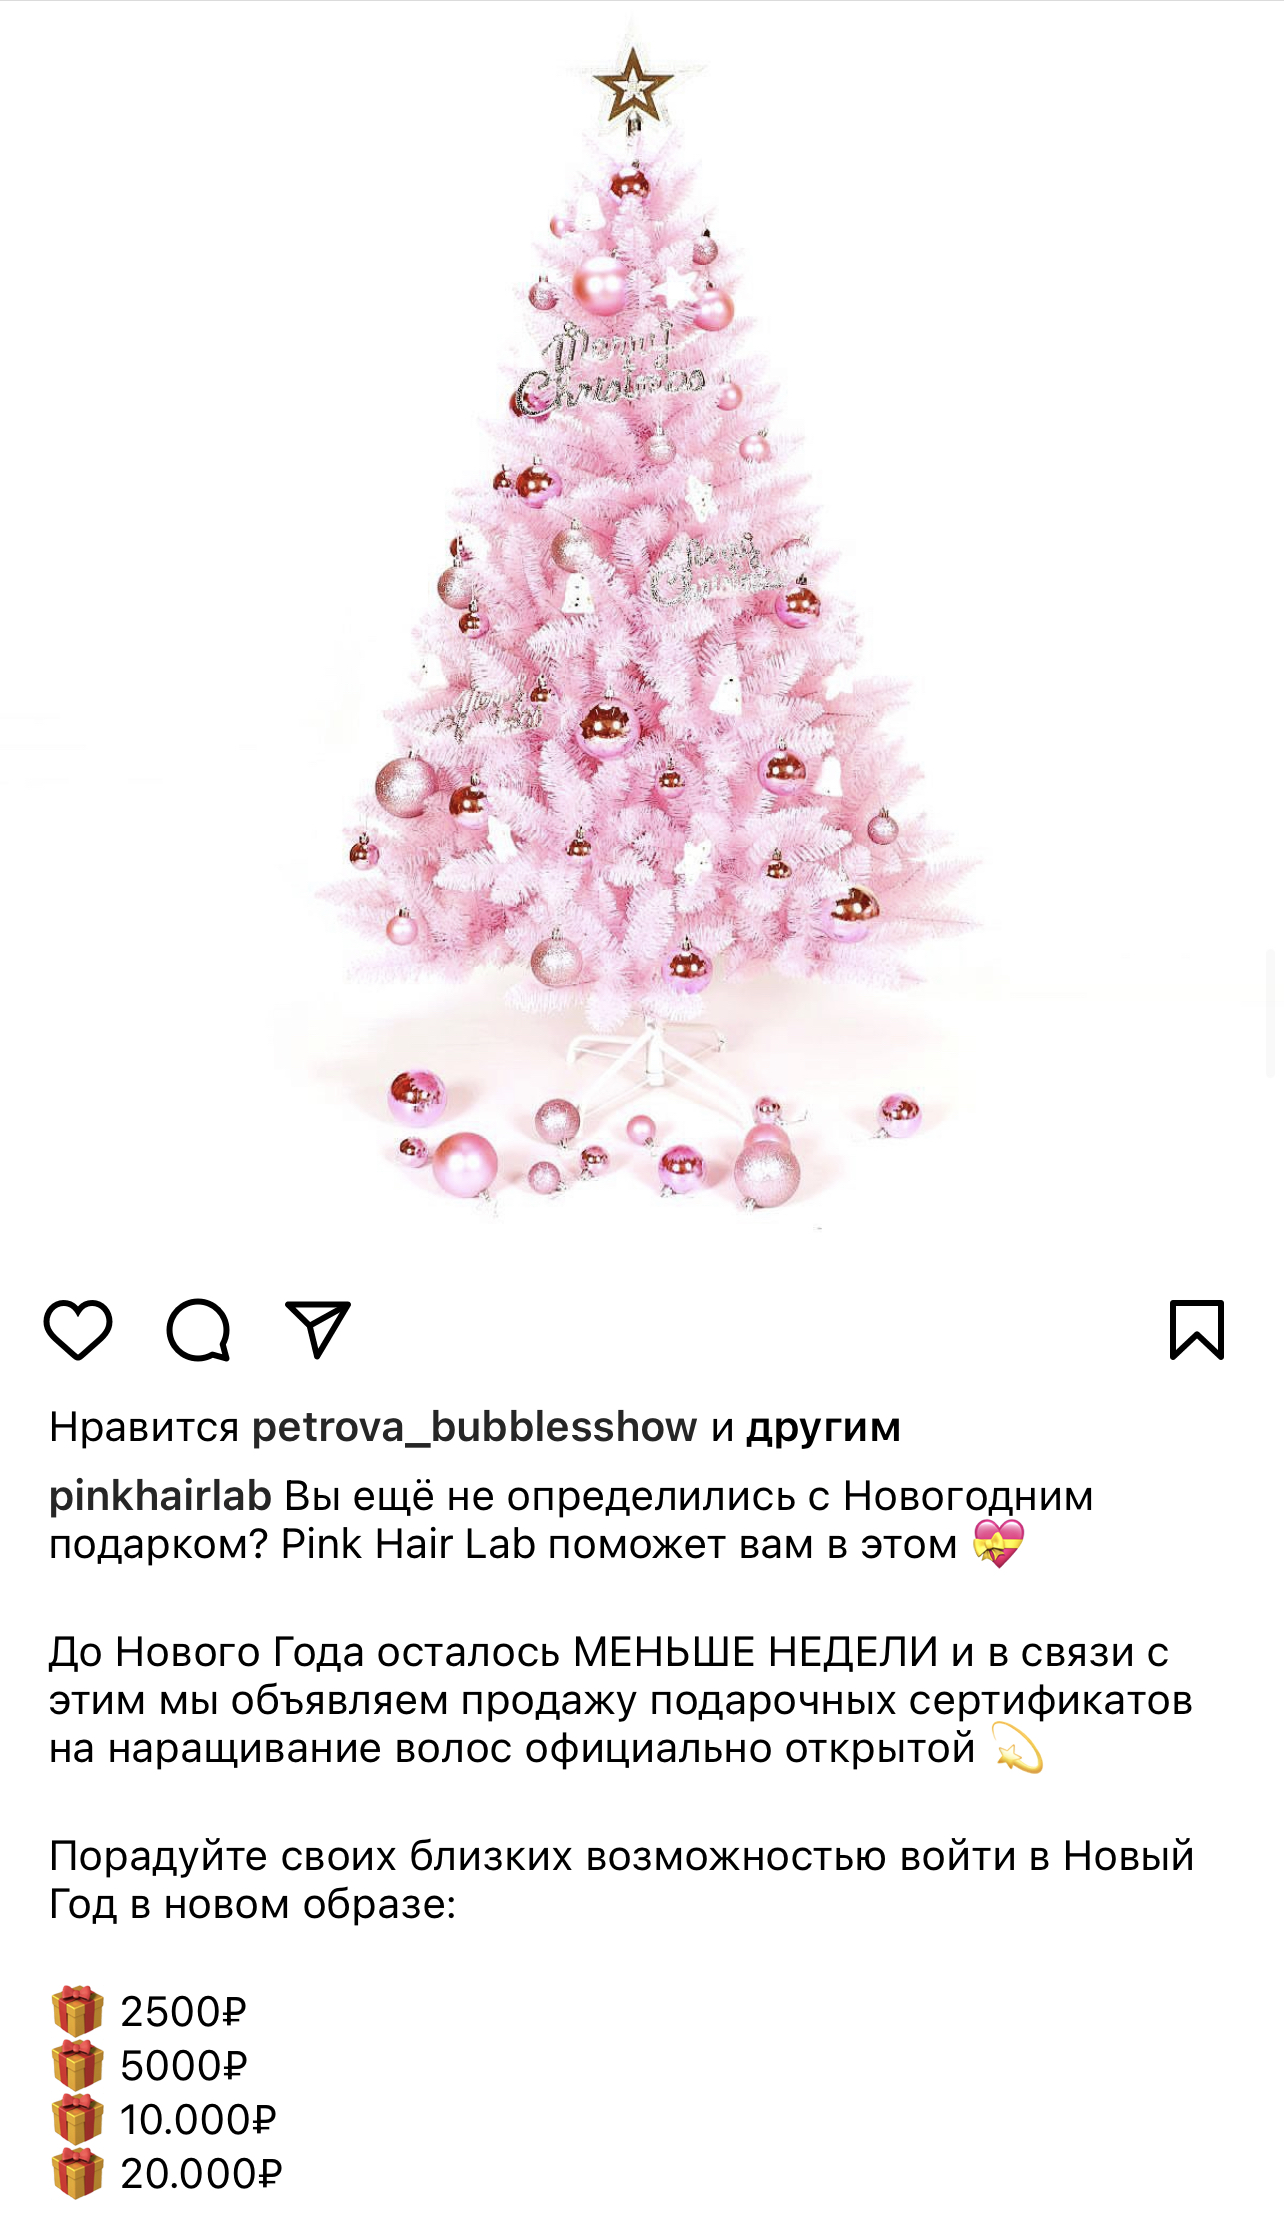 Merry
Christmas
Merry
Christmas
Merry
Нравится petrova_bubblesshow и другим
pinkhairlab Вы ещё не определились с Новогодним
подарком? Pink Hair Lab поможет вам в этом 💝
До Нового Года осталось МЕНЬШЕ НЕДЕЛИ и в связи с
этим мы объявляем продажу подарочных сертификатов
на наращивание волос официально открытой 💫
Порадуйте своих близких возможностью войти в Новый
Год в новом образе:
🎁 2500₽
🎁 5000₽
🎁 10.000₽
🎁 20.000₽